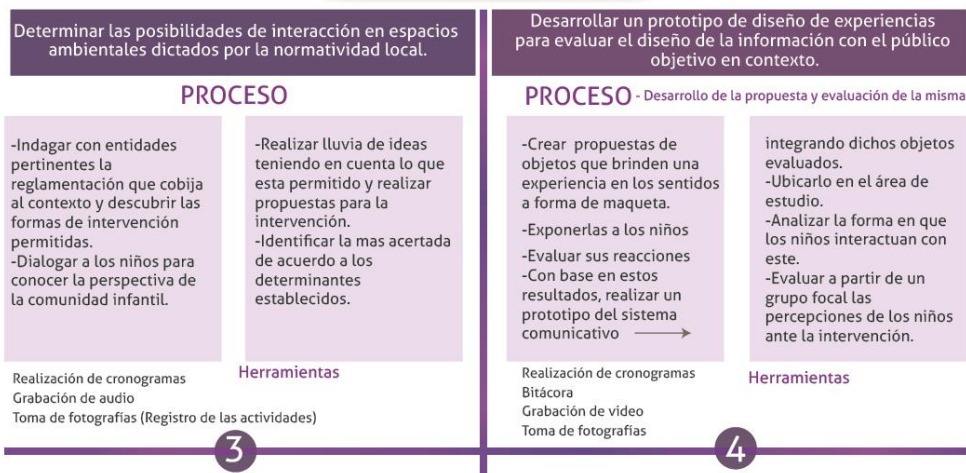 Determinar las posibilidades de interacción en espacios
ambientales dictados por la normatividad local.
PROCESO
-Indagar con entidades
pertinentes la
reglamentación que cobija
al contexto y descubrir las
formas de intervención
permitidas.
-Dialogar a los niños para
conocer la perspectiva de
la comunidad infantil.
-Realizar lluvia de ideas
teniendo en cuenta lo que
esta permitido y realizar
propuestas para la
intervención.
-Identificar la mas acertada
de acuerdo a los
determinantes
establecidos.
Herramientas
Realización de cronogramas
Grabación de audio
Toma de fotografías (Registro de las actividades)
3
Desarrollar un prototipo de diseño de experiencias
para evaluar el diseño de la información con el público
objetivo en contexto.
PROCESO - Desarrollo de la propuesta y evaluación de la misma
-Crear propuestas de
objetos que brinden una
experiencia en los sentidos
a forma de maqueta.
-Exponerlas a los niños
-Evaluar sus reacciones
-Con base en estos
resultados, realizar un
prototipo del sistema
comunicativo
integrando dichos objetos
evaluados.
-Ubicarlo en el área de
estudio.
-Analizar la forma en que
los niños interactuan con
este.
-Evaluar a partir de un
grupo focal las
percepciones de los niños
ante la intervención.
Herramientas
Realización de cronogramas
Bitácora
Grabación de video
Toma de fotografías
4